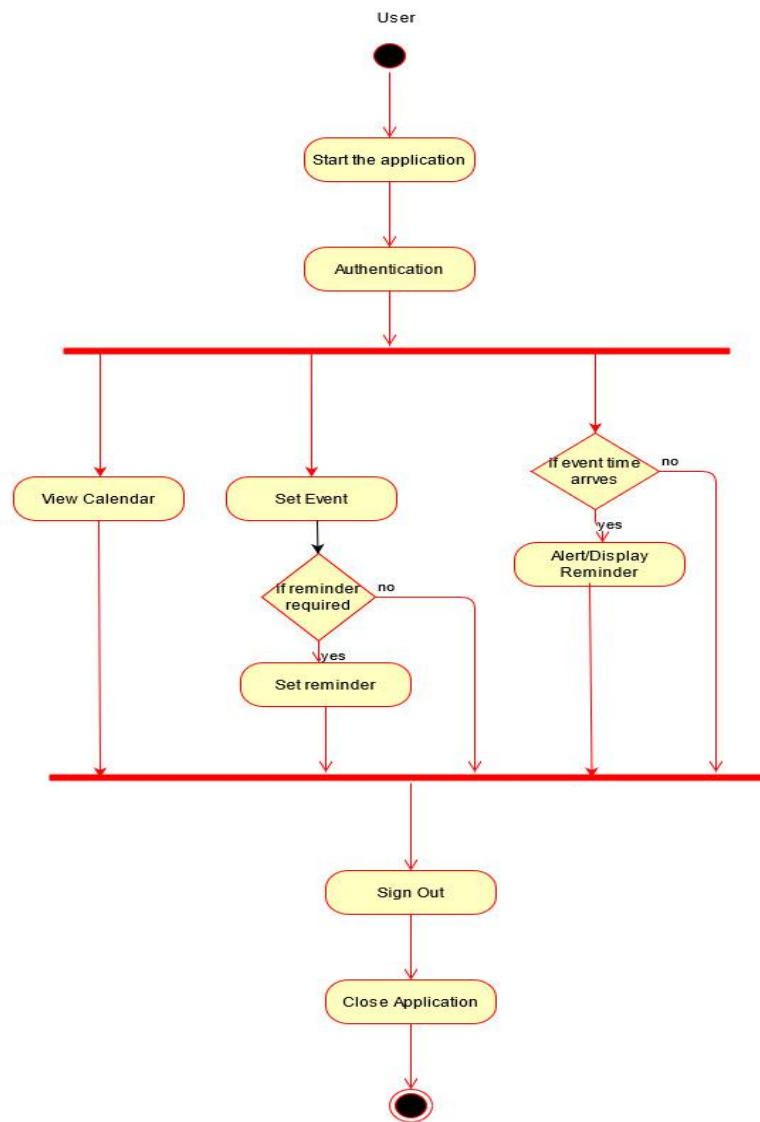 User
Start the application
Authentication
View Calendar
Set Event
if event time
arrves
no
yes
Alert/Display
Reminder
if reminder
required
no
yes
Set reminder
Sign Out
Close Application